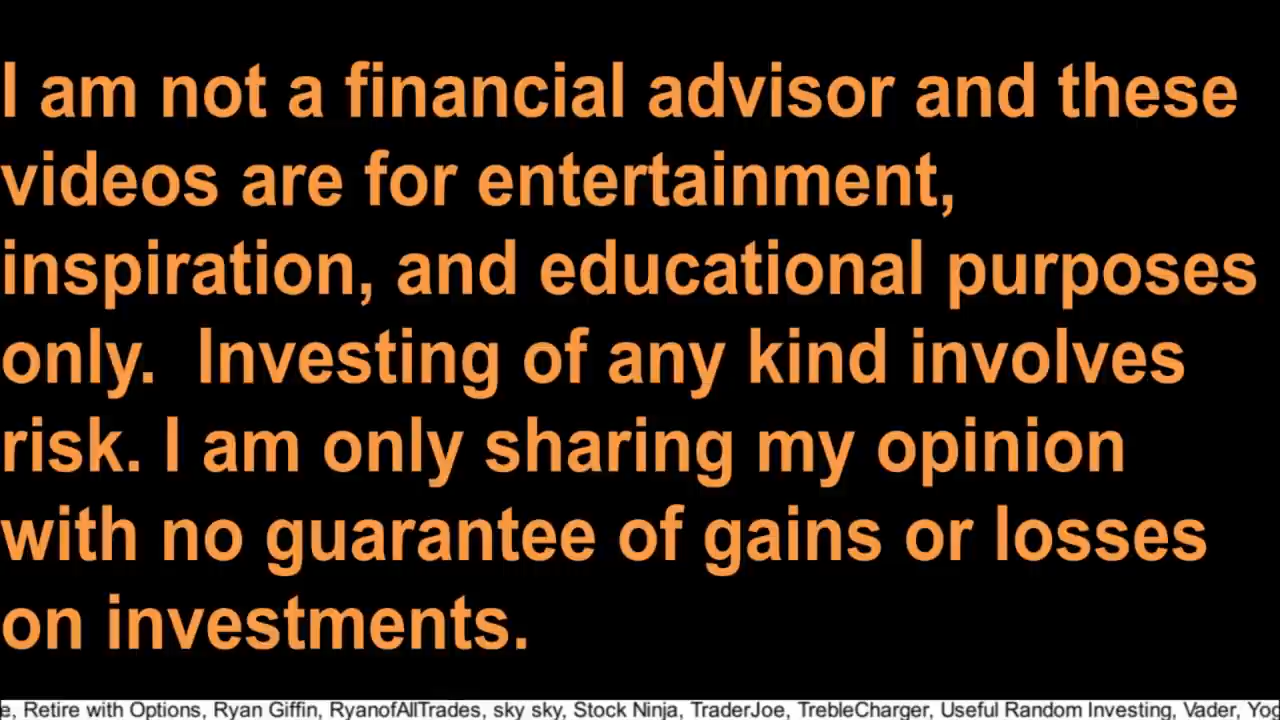 I am not a financial advisor and these
videos are for entertainment,
inspiration, and educational purposes
only.  Investing of any kind involves
risk. I am only sharing my opinion
with no guarantee of gains or losses
on investments.
e, Retire with Options, Ryan Giffin, RyanofAllTrades, sky sky, Stock Ninja, TraderJoe, TrebleCharger, Useful Random Investing, Vader, Yod